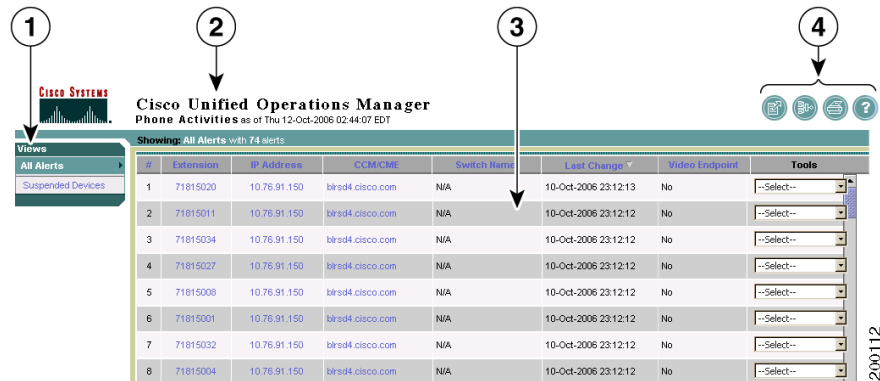 1 2 3 4
CISCO SYSTEMS
Cisco Unified Operations Manager
Phone Activities as of Thu 12-Oct-2006 02:44:07 EDT
?
Showing: All Alerts with 74 alerts
Views
All Alerts
Suspended Devices
# Extension IP Address CCM/CME Switch Name Last Change Video Endpoint Tools
1 71815020 10.76.91.150 blrsd4.cisco.com N/A 10-Oct-2006 23:12:13 No --Select--
2 71815011 10.76.91.150 blrsd4.cisco.com N/A 10-Oct-2006 23:12:12 No --Select--
3 71815034 10.76.91.150 blrsd4.cisco.com N/A 10-Oct-2006 23:12:12 No --Select--
4 71815027 10.76.91.150 blrsd4.cisco.com N/A 10-Oct-2006 23:12:12 No --Select--
5 71815008 10.76.91.150 blrsd4.cisco.com N/A 10-Oct-2006 23:12:12 No --Select--
6 71815001 10.76.91.150 blrsd4.cisco.com N/A 10-Oct-2006 23:12:12 No --Select--
7 71815032 10.76.91.150 blrsd4.cisco.com N/A 10-Oct-2006 23:12:12 No --Select--
8 71815004 10.76.91.150 blrsd4.cisco.com N/A 10-Oct-2006 23:12:12 No --Select--
200112